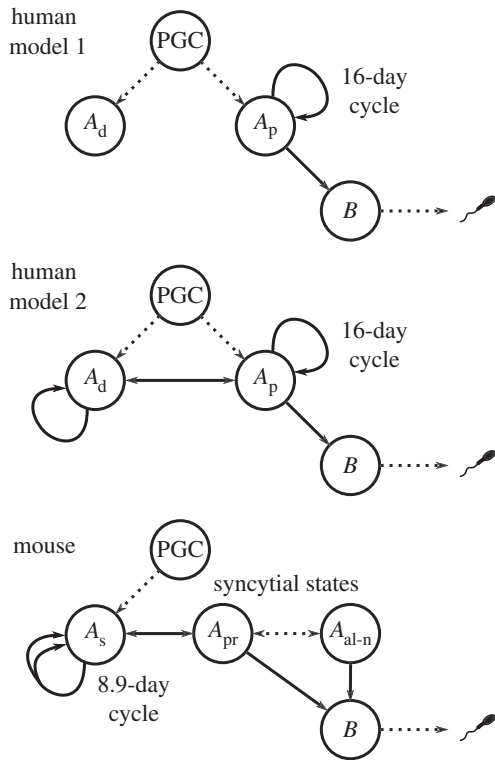 human
model 1
PGC
A_d
A_p
16-day
cycle
B
human
model 2
PGC
A_d
A_p
16-day
cycle
B
mouse
PGC
syncytial states
A_s
A_pr
A_al-n
8.9-day
cycle
B